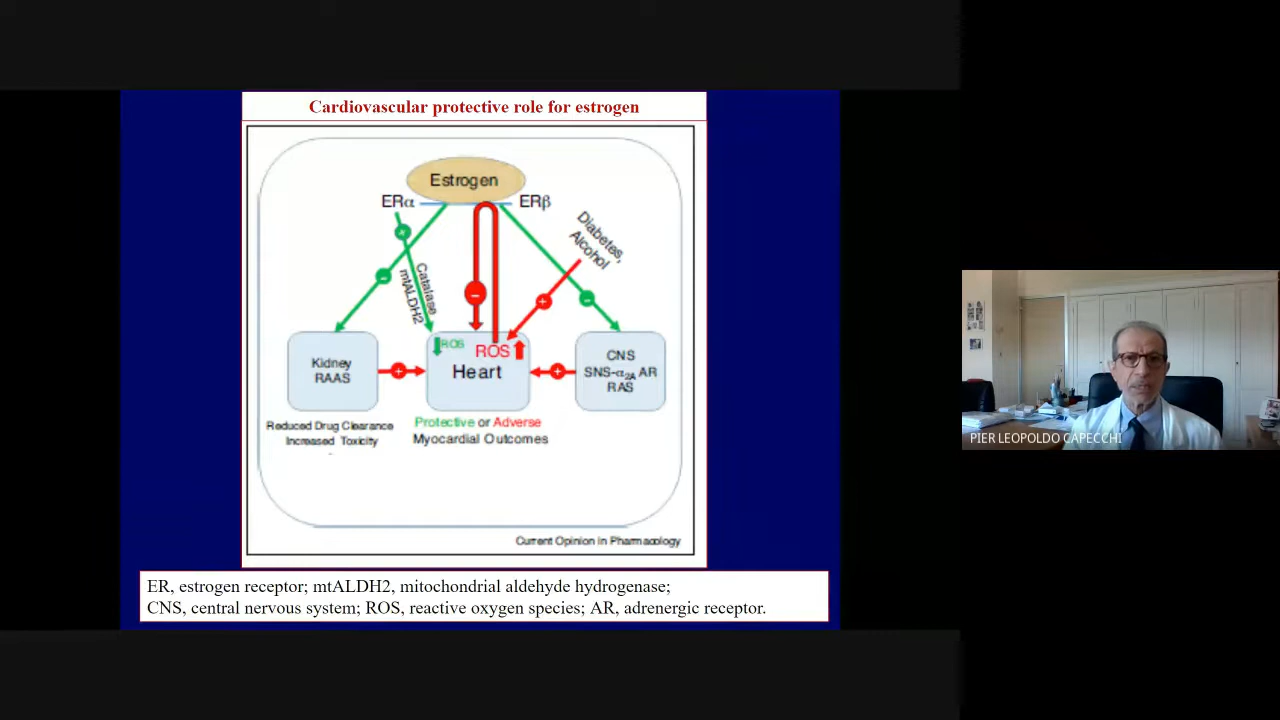 Cardiovascular protective role for estrogen
Estrogen
ERα
ERβ
Diabetes,
Alcohol
+
-
Catalase
mtALDH2
-
+
-
Kidney
RAAS
+
ROS
ROS
Heart
+
CNS
SNS-α2A AR
RAS
Reduced Drug Clearance
Increased Toxicity
Protective or Adverse
Myocardial Outcomes
Current Opinion in Pharmacology
ER, estrogen receptor; mtALDH2, mitochondrial aldehyde hydrogenase;
CNS, central nervous system; ROS, reactive oxygen species; AR, adrenergic receptor.
PIER LEOPOLDO CAPECCHI